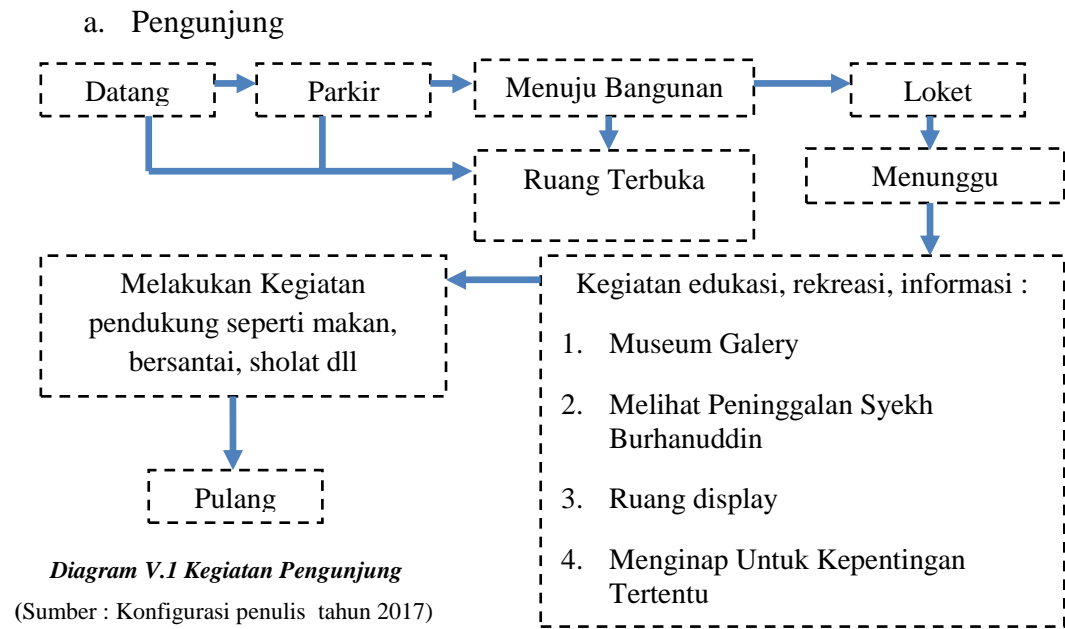 a. Pengunjung
Datang
Parkir
Menuju Bangunan
Loket
Ruang Terbuka
Menunggu
Melakukan Kegiatan
pendukung seperti makan,
bersantai, sholat dll
Kegiatan edukasi, rekreasi, informasi :
1. Museum Galery
2. Melihat Peninggalan Syekh
Burhanuddin
3. Ruang display
4. Menginap Untuk Kepentingan
Tertentu
Pulang
Diagram V.1 Kegiatan Pengunjung
(Sumber : Konfigurasi penulis tahun 2017)